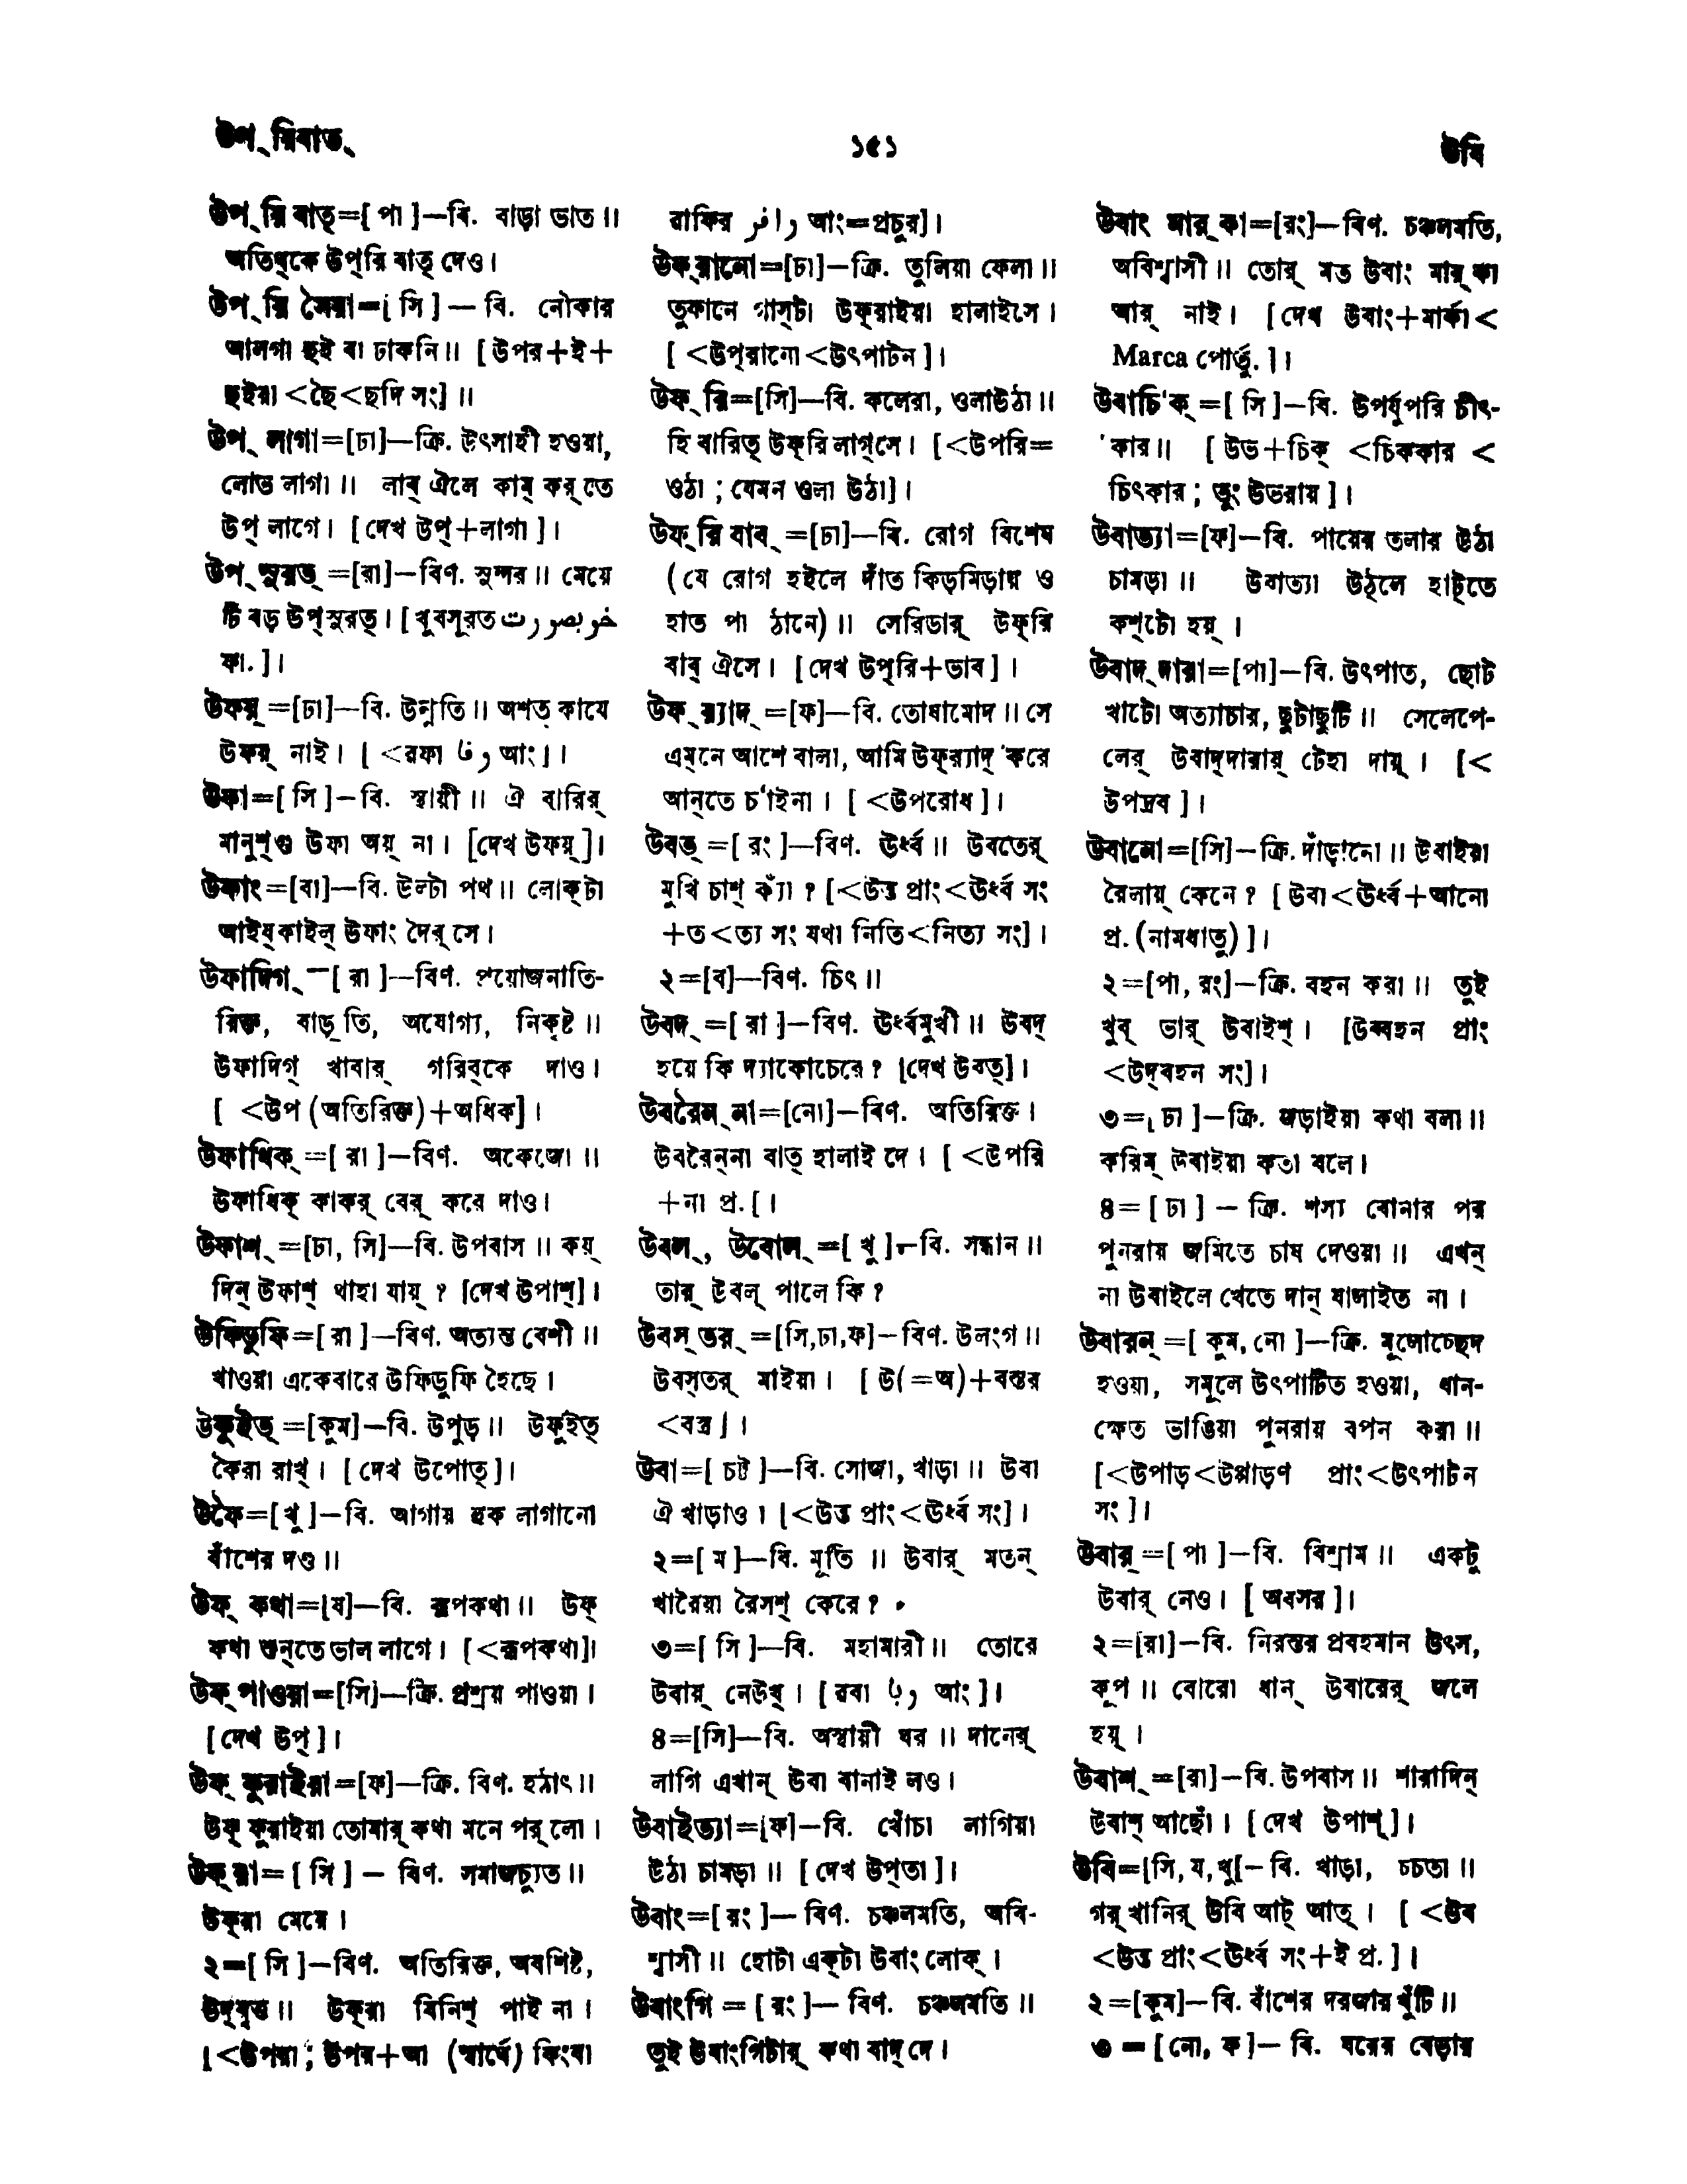 উপ্‌রিবাত্
১৫১
উবি
উপ্‌রি বাত্=[ পা ]—বি. বাড়া ভাত॥
অতিথ্‌কে উপ্‌রি বাত্ দেও।
উপ্‌রি সৈয়া=[ সি ] — বি. নৌকার
আলগা ছই বা ঢাকনি॥ [ উপর+ই+
ছইয়া<ছৈ<ছদি সং] ॥
উপ্ লাগা=[ঢা]—ক্রি. উৎসাহী হওয়া,
লোভ লাগা॥ লাব্ ঐলে কাম্ কর্‌তে
উপ্ লাগে। [ দেখ উপ্+লাগা ]।
উপ্‌সুরত্ =[রা]—বিণ. সুন্দর॥ মেয়ে
টি বড় উপ্‌সুরত্। [ খুবসূরত خوبصورت
ফা. ]।
উফয়্ =[ঢা]—বি. উন্নতি॥ অশত্ কাযে
উফয়্ নাই। [ <রফা رفا আং]।
উফা=[ সি ]—বি. স্থায়ী॥ ঐ বারির্
মানুশ্‌গু উফা অয়্ না। [দেখ উফয়্]।
উফাং=[বা]—বি. উল্টা পথ॥ লোক্‌টা
আইয্‌কাইল্ উফাং দৈর্‌সে।
উফাদিগ্ —[ রা ]—বিণ. প্রয়োজনাতি-
রিক্ত, বাড়্‌তি, অযোগ্য, নিকৃষ্ট॥
উফাদিগ্ খাবার্ গরিব্‌কে দাও।
[ <উপ (অতিরিক্ত)+অধিক]।
উফাধিক্ =[ রা ]—বিণ. অকেজো॥
উফাধিক্ কাকর্ বের্ করে দাও।
উফাশ্ =[ঢা, সি]—বি. উপবাস॥ কয়্
দিন্ উফাশ্ থাহা যায়্ ? [দেখ উপাশ্]।
উফিডুফি=[ রা ]—বিণ. অত্যন্ত বেশী॥
খাওয়া একেবারে উফিডুফি হৈছে।
উফুইত্ =[কুম]—বি. উপুড়॥ উফুইত্
কৈরা রাখ্। [ দেখ উপোত্ ]।
উফৈ=[ খু ]—বি. আগায় হুক লাগানো
বাঁশের দণ্ড॥
উফ্ কথা=[য]—বি. রূপকথা॥ উফ্
কথা শুন্‌তে ভাল লাগে। [<রূপকথা]।
উফ্ পাওয়া=[সি]—ক্রি. প্রশ্রয় পাওয়া।
[ দেখ উপ্ ]।
উফ্ ফুরাইয়া=[ফ]—ক্রি. বিণ. হঠাৎ॥
উফ্ ফুরাইয়া তোমার্ কথা মনে পর্‌লো।
উফ্‌রা= [ সি ] — বিণ. সমাজচ্যুত॥
উফ্‌রা মেয়ে।
২=[ সি ]—বিণ. অতিরিক্ত, অবশিষ্ট,
উদ্বৃত্ত॥ উফ্‌রা যিনিশ্ পাই না।
[<উপরা; উপর+আ (স্বার্থে) কিংবা
রাফির رافر আং=প্রচুর]।
উফ্‌রানো=[ঢা]—ক্রি. তুলিয়া ফেলা॥
তুফানে গাস্‌টা উফ্‌রাইয়া হালাইসে।
[ <উপ্‌রানো<উৎপাটন ]।
উফ্‌রি=[সি]—বি. কলেরা, ওলাউঠা॥
হি বারিত্ উফ্‌রি লাগ্‌সে। [<উপরি=
ওঠা ; যেমন ওলা উঠা]।
উফ্‌রি বাব্ =[ঢা]—বি. রোগ বিশেষ
(যে রোগ হইলে দাঁত কিড়মিড়ায় ও
হাত পা ঠানে)॥ সেরিডার্ উফ্‌রি
বাব্ ঐসে। [ দেখ উপ্‌রি+ভাব ]।
উফ্‌র‍্যাদ্ =[ফ]—বি. তোষামোদ॥ সে
এম্‌নে আশে বালা, আমি উফ্‌র‍্যাদ্ করে
আন্‌তে চ'াইনা। [ <উপরোধ ]।
উবত্ =[ রং ]—বিণ. ঊর্ধ্ব॥ উবতের্
মুখি চাশ্ ক্যাঁ ? [<উব্ভ প্রাং<ঊর্ধ্ব সং
+ত<ত্য সং যথা নিতি<নিত্য সং]।
২=[ব]—বিণ. চিৎ॥
উবদ্ =[ রা ]—বিণ. ঊর্ধ্বমুখী॥ উবদ্
হয়ে কি দ্যাকোচেরে ? [দেখ উবত্]।
উবরৈন্‌না=[নো]—বিণ. অতিরিক্ত।
উবরৈন্‌না বাত্ হালাই দে। [ <উপরি
+না প্র. [।
উবল্, উবোল্ =[ খু ]—বি. সন্ধান॥
তার্ উবল্ পালে কি ?
উবস্‌তর্ =[সি,ঢা,ফ]—বিণ. উলংগ॥
উবস্‌তর্ মাইয়া। [ উ(=অ)+বস্তর
<বস্ত্র]।
উবা=[ চট্ট ]—বি. সোজা, খাড়া॥ উবা
ঐ খাড়াও। [<উব্ভ প্রাং<ঊর্ধ্ব সং]।
২=[ ম ]—বি. মূর্তি॥ উবার্ মতন্
খারৈয়া রৈসশ্ কেরে ?
৩=[ সি ]—বি. মহামারী॥ তোরে
উবায়্ নেউখ্। [ রবা ربا আং ]।
৪=[সি]—বি. অস্থায়ী ঘর॥ দানের্
লাগি এখান্ উবা বানাই লও।
উবাইত্যা=[ফ]—বি. খোঁচা লাগিয়া
উঠা চামড়া॥ [ দেখ উপ্‌তা ]।
উবাং=[ রং ]— বিণ. চঞ্চলমতি, অবি-
শ্বাসী॥ হোটা এক্‌টা উবাং লোক্।
উবাংগি = [ রং ]— বিণ. চঞ্চলমতি॥
তুই উবাংগিটার্ কথা বাদ্ দে।
উবাং মার্‌কা=[রং]—বিণ. চঞ্চলমতি,
অবিশ্বাসী॥ তোর্ মত উবাং মার্‌কা
আর্ নাই। [দেখ উবাং+মার্কা<
Marca পোর্তু. ]।
উবাচি'ক্ =[ সি ]—বি. উপর্যুপরি চীৎ-
'কার॥ [ উভ+চিক্ <চিককার <
চিৎকার ; তুং উভরায় ]।
উবাত্যা=[ফ]—বি. পায়ের তলার উঠা
চামড়া॥ উবাত্যা উঠ্‌লে হাট্‌তে
কশ্‌টো হয়্ ।
উবাদ্‌দারা=[পা]—বি. উৎপাত, ছোট
খাটো অত্যাচার, ছুটাছুটি॥ সেলেপে-
লের্ উবাদ্‌দারায়্ টেহা দায়্ । [<
উপদ্রব ]।
উবানো=[সি]—ক্রি. দাঁড়ানো॥ উবাইয়া
রৈলায়্ কেনে ? [ উবা<ঊর্ধ্ব+আনো
প্র. (নামধাতু) ]।
২=[পা, রং]—ক্রি. বহন করা॥ তুই
খুব্ ভার্ উবাইশ্। [উব্বহন প্রাং
<উদ্‌বহন সং]।
৩=[ ঢা ]—ক্রি. জড়াইয়া কথা বলা॥
করিম্ উবাইয়া কতা বলে।
৪= [ ঢা ] — ক্রি. শস্য বোনার পর
পুনরায় জমিতে চাষ দেওয়া॥ এখন্
না উবাইলে খেতে দান্ যালাইত না।
উবারন্ =[ কুম, নো ]—ক্রি. মূলোচ্ছেদ
হওয়া, সমূলে উৎপাটিত হওয়া, ধান-
ক্ষেত ভাঙিয়া পুনরায় বপন করা॥
[<উপাড়<উপ্পাড়ণ প্রাং<উৎপাটন
সং ]।
উবার্ =[ পা ]—বি. বিশ্রাম॥ একটু
উবার্ নেও। [ অবসর ]।
২=[রা]—বি. নিরন্তর প্রবহমান উৎস,
কূপ॥ বোরো ধান্ উবারের্ জলে
হয়্ ।
উবাশ্ =[রা]—বি. উপবাস॥ শারাদিন্
উবাশ্ আছোঁ। [ দেখ উপাশ্ ]।
উবি=[সি, য, খু[— বি. খাড়া, চচতা॥
গর্ খানির্ উবি আট্ আত্। [ <উব
<উব্ভ প্রাং<ঊর্ধ্ব সং+ই প্র. ]।
২=[কুম]—বি. বাঁশের দরজার খুঁটি॥
৩ = [ নো, ক ]— বি. ঘরের বেড়ার